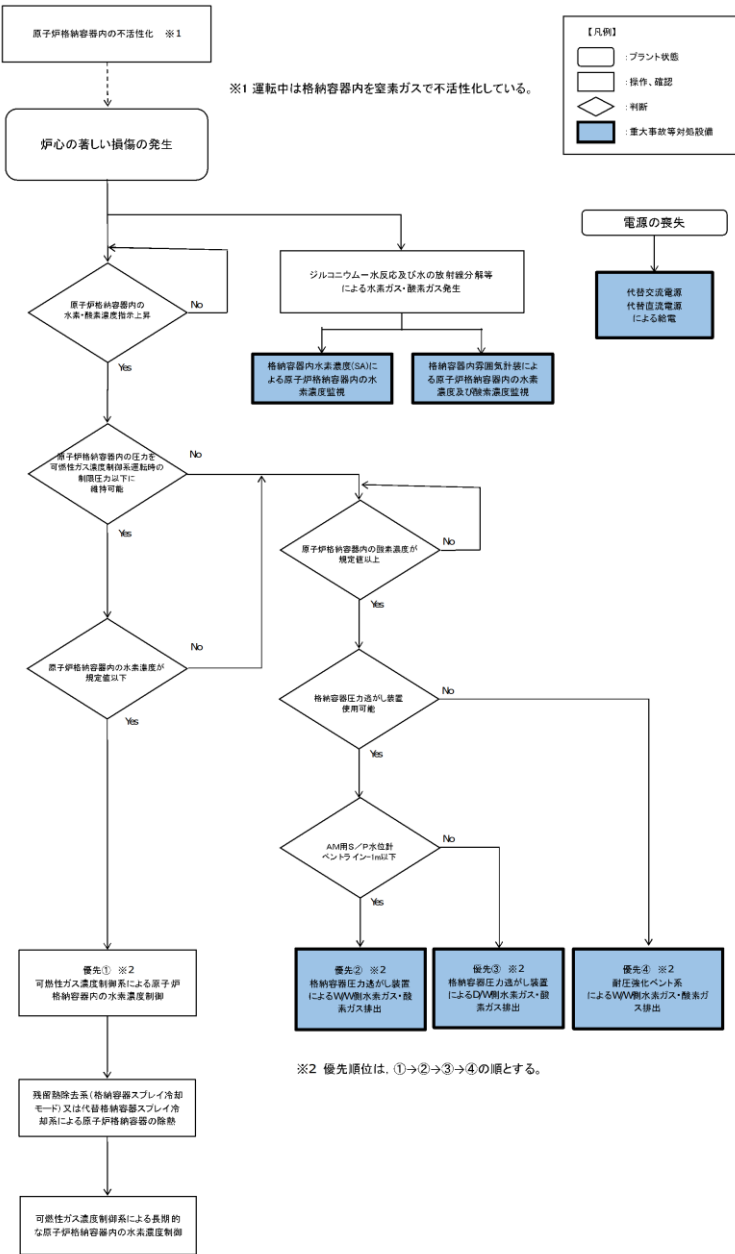 原子炉格納容器内の不活性化 ※1
【凡例】
：プラント状態
：操作、確認
：判断
：重大事故等対処設備
※1 運転中は格納容器内を窒素ガスで不活性化している。
炉心の著しい損傷の発生
電源の喪失
代替交流電源
代替直流電源
による給電
原子炉格納容器内の
水素・酸素濃度指示上昇
No
Yes
ジルコニウム－水反応及び水の放射線分解等
による水素ガス・酸素ガス発生
格納容器内水素濃度(SA)に
よる原子炉格納容器内の水
素濃度監視
格納容器内雰囲気計装によ
る原子炉格納容器内の水素
濃度及び酸素濃度監視
原子炉格納容器内の圧力を
可燃性ガス濃度制御系運転時の
制限圧力以下に
維持可能
No
Yes
原子炉格納容器内の酸素濃度が
規定値以上
No
Yes
原子炉格納容器内の水素濃度が
規定値以下
No
Yes
格納容器圧力逃がし装置
使用可能
No
Yes
AM用S／P水位計
ベントライン-1m以下
No
Yes
優先① ※2
可燃性ガス濃度制御系による原子炉
格納容器内の水素濃度制御
優先② ※2
格納容器圧力逃がし装置
によるW/W側水素ガス・酸
素ガス排出
優先③ ※2
格納容器圧力逃がし装置
によるD/W側水素ガス・酸
素ガス排出
優先④ ※2
耐圧強化ベント系
によるW/W側水素ガス・酸素ガ
ス排出
※2 優先順位は、①→②→③→④の順とする。
残留熱除去系(格納容器スプレイ冷却
モード)又は代替格納容器スプレイ冷
却系による原子炉格納容器の除熱
可燃性ガス濃度制御系による長期的
な原子炉格納容器内の水素濃度制御